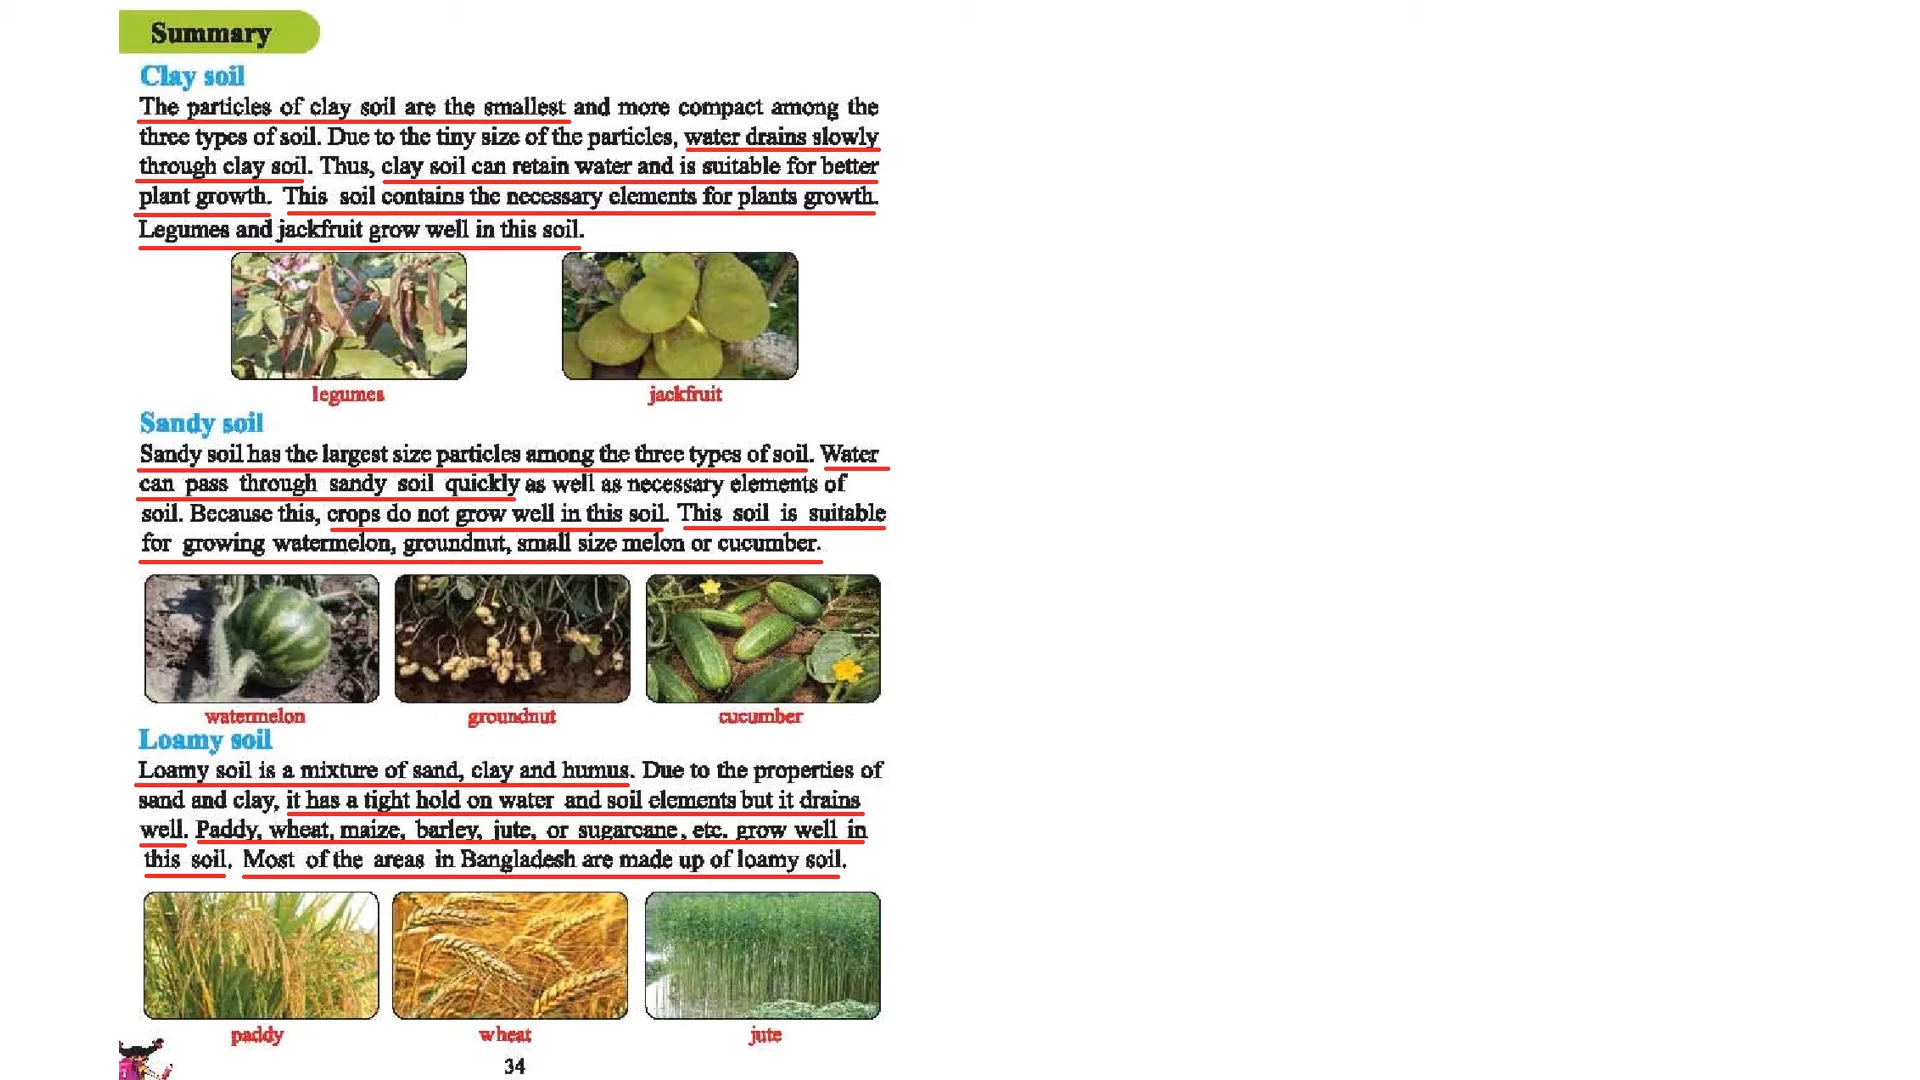 Summary
Clay soil
The particles of clay soil are the smallest and more compact among the
three types of soil. Due to the tiny size of the particles, water drains slowly
through clay soil. Thus, clay soil can retain water and is suitable for better
plant growth. This soil contains the necessary elements for plants growth.
Legumes and jackfruit grow well in this soil.
legumes jackfruit
Sandy soil
Sandy soil has the largest size particles among the three types of soil. Water
can pass through sandy soil quickly as well as necessary elements of
soil. Because this, crops do not grow well in this soil. This soil is suitable
for growing watermelon, groundnut, small size melon or cucumber.
watermelon groundnut cucumber
Loamy soil
Loamy soil is a mixture of sand, clay and humus. Due to the properties of
sand and clay, it has a tight hold on water and soil elements but it drains
well. Paddy, wheat, maize, barley, jute, or sugarcane, etc. grow well in
this soil. Most of the areas in Bangladesh are made up of loamy soil.
paddy wheat jute
34